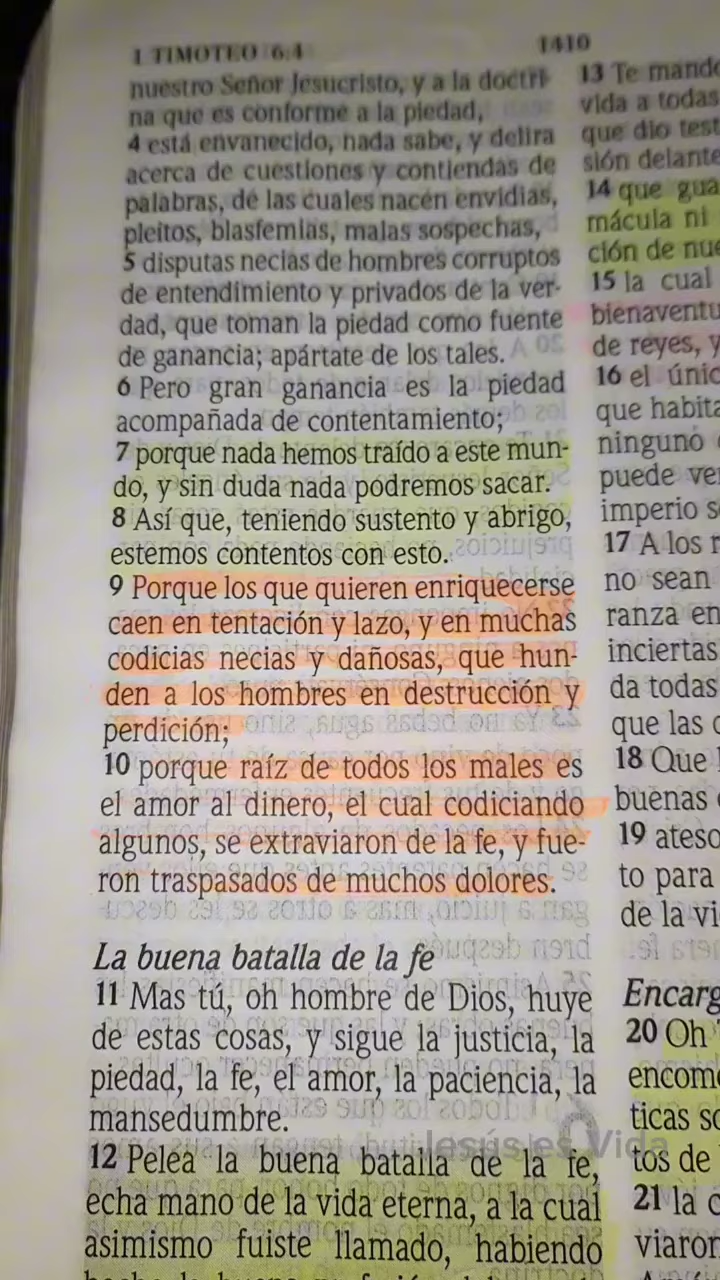 1 TIMOTEO 6:4
1410
nuestro Señor Jesucristo, y a la doctri-
na que es conforme a la piedad,
4 está envanecido, nada sabe, y delira
acerca de cuestiones y contiendas de
palabras, de las cuales nacen envidias,
pleitos, blasfemias, malas sospechas,
5 disputas necias de hombres corruptos
de entendimiento y privados de la ver-
dad, que toman la piedad como fuente
de ganancia; apártate de los tales.
6 Pero gran ganancia es la piedad
acompañada de contentamiento;
7 porque nada hemos traído a este mun-
do, y sin duda nada podremos sacar.
8 Así que, teniendo sustento y abrigo,
estemos contentos con esto.
9 Porque los que quieren enriquecerse
caen en tentación y lazo, y en muchas
codicias necias y dañosas, que hun-
den a los hombres en destrucción y
perdición;
10 porque raíz de todos los males es
el amor al dinero, el cual codiciando
algunos, se extraviaron de la fe, y fue-
ron traspasados de muchos dolores.
La buena batalla de la fe
11 Mas tú, oh hombre de Dios, huye
de estas cosas, y sigue la justicia, la
piedad, la fe, el amor, la paciencia, la
mansedumbre.
12 Pelea la buena batalla de la fe,
echa mano de la vida eterna, a la cual
asimismo fuiste llamado, habiendo
13 Te mand
vida a todas
que dio test
sión delante
14 que gua
mácula ni
ción de nue
15 la cual
bienaventu
de reyes, y
16 el únic
que habita
ninguno
puede ve
imperio s
17 A los r
no sean
ranza en
inciertas
da todas
que las c
18 Que
buenas
19 ateso
to para
de la vi
Encarg
20 Oh
encome
ticas so
tos de
21 la c
viaron
Jesús es Vida